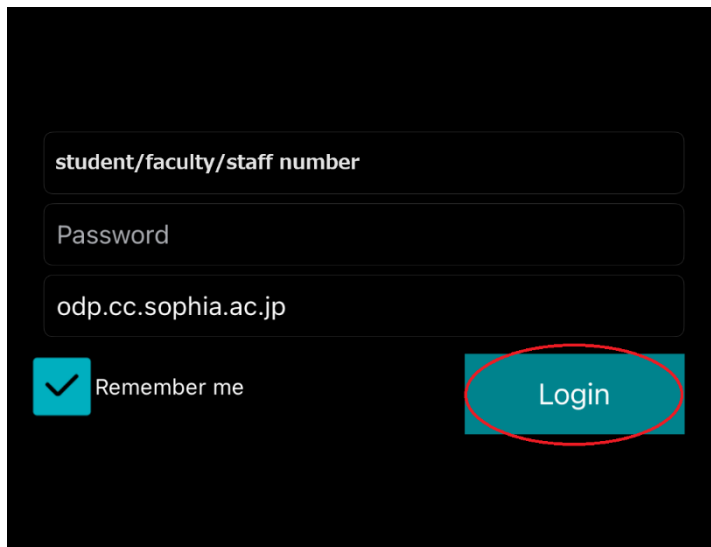 student/faculty/staff number
Password
odp.cc.sophia.ac.jp
Remember me
Login